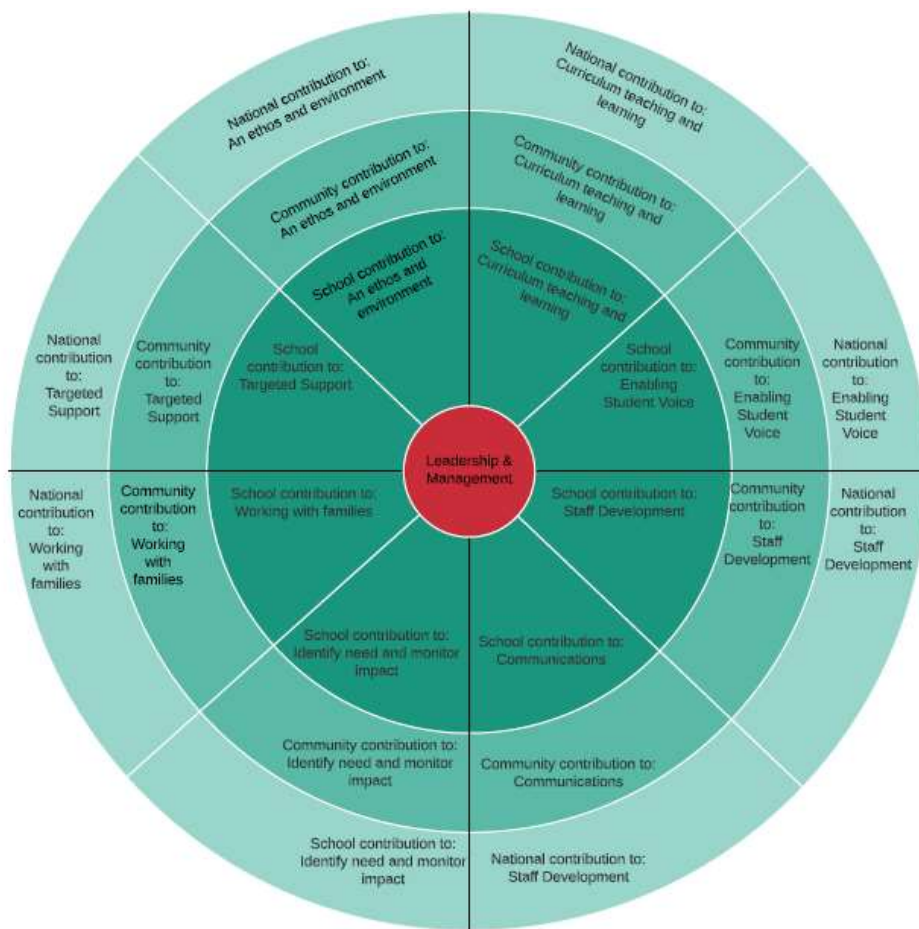 National contribution to:
An ethos and environment
National contribution to:
Curriculum teaching and
learning
Community contribution to:
An ethos and environment
Community contribution to:
Curriculum teaching and
learning
School contribution to:
An ethos and
environment
School contribution to:
Curriculum teaching and
learning
National
contribution
to:
Targeted
Support
Community
contribution
to:
Targeted
Support
School
contribution to:
Targeted Support
School
contribution to:
Enabling
Student Voice
Community
contribution
to:
Enabling
Student
Voice
National
contribution to:
Enabling
Student
Voice
Leadership &
Management
National
contribution
to:
Working
with
families
Community
contribution
to:
Working
with
families
School contribution to:
Working with families
School contribution to:
Staff Development
Community
contribution
to:
Staff
Development
National
contribution
to:
Staff
Development
School contribution to:
Identify need and monitor
impact
School contribution to:
Communications
Community contribution to:
Identify need and monitor
impact
Community contribution to:
Communications
School contribution to:
Identify need and monitor
impact
National contribution to:
Staff Development